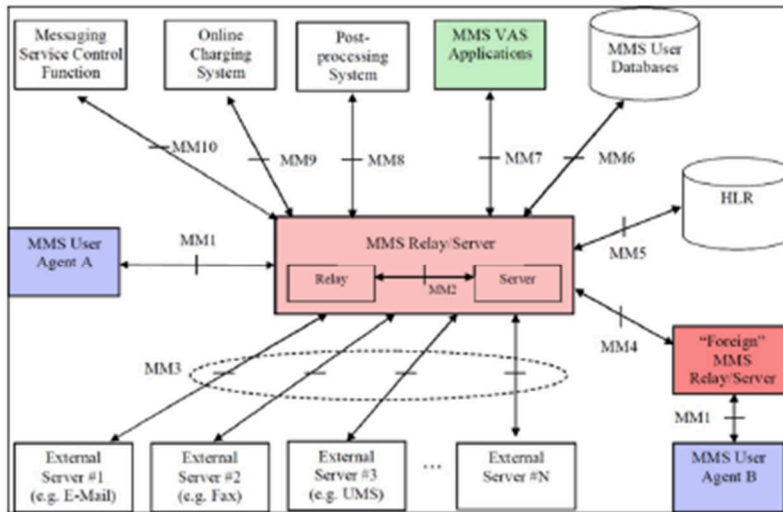 Messaging
Service Control
Function
Online
Charging
System
Post-
processing
System
MMS VAS
Applications
MMS User
Databases
MM10
MM9
MM8
MM7
MM6
HLR
MM1
MMS User
Agent A
MMS Relay/Server
MM5
Relay
MM2
Server
MM3
MM4
"Foreign"
MMS
Relay/Server
MM1
External
Server #1
(e.g. E-Mail)
External
Server #2
(e.g. Fax)
External
Server #3
(e.g. UMS)
...
External
Server #N
MMS User
Agent B